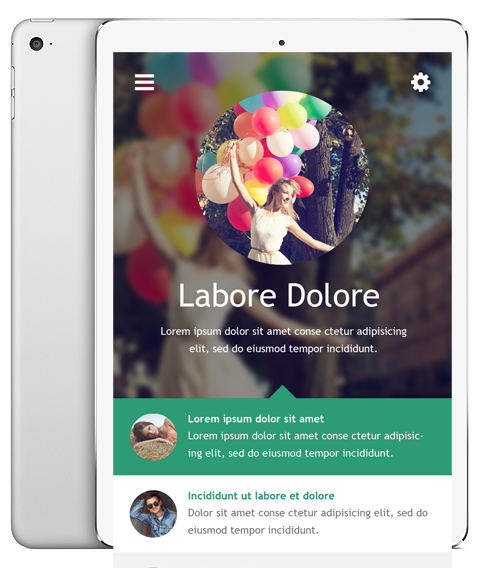 Labore Dolore
Lorem ipsum dolor sit amet conse ctetur adipisicing
elit, sed do eiusmod tempor incididunt.
Lorem ipsum dolor sit amet
Lorem ipsum dolor sit amet conse ctetur adipisic-
ing elit, sed do eiusmod tempor incididunt.
Incididunt ut labore et dolore
Dolor sit amet conse ctetur adipisicing elit, sed do
eiusmod tempor incididunt.